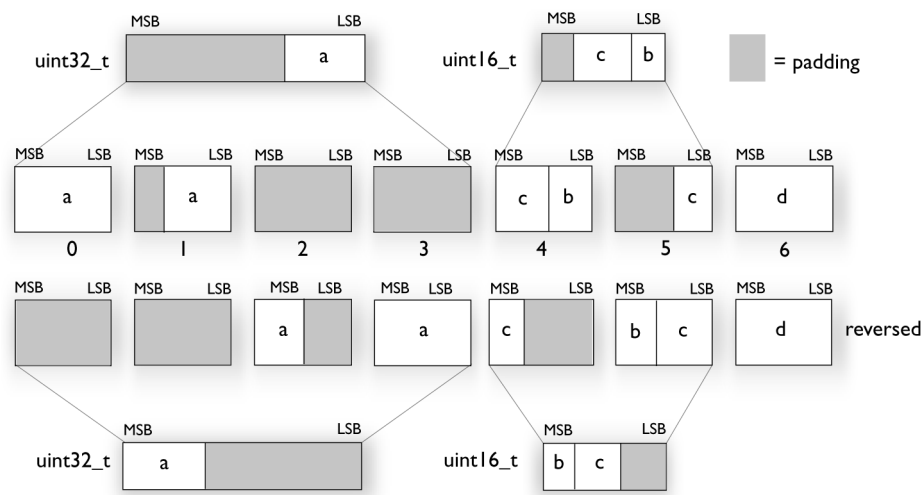 MSB LSB MSB LSB
uint32_t a uint16_t c b = padding
MSB LSB MSB LSB MSB LSB MSB LSB MSB LSB MSB LSB MSB LSB
a a c b c d
0 1 2 3 4 5 6
MSB LSB MSB LSB MSB LSB MSB LSB MSB LSB MSB LSB MSB LSB
a a c b c d reversed
MSB LSB MSB LSB
uint32_t a uint16_t b c